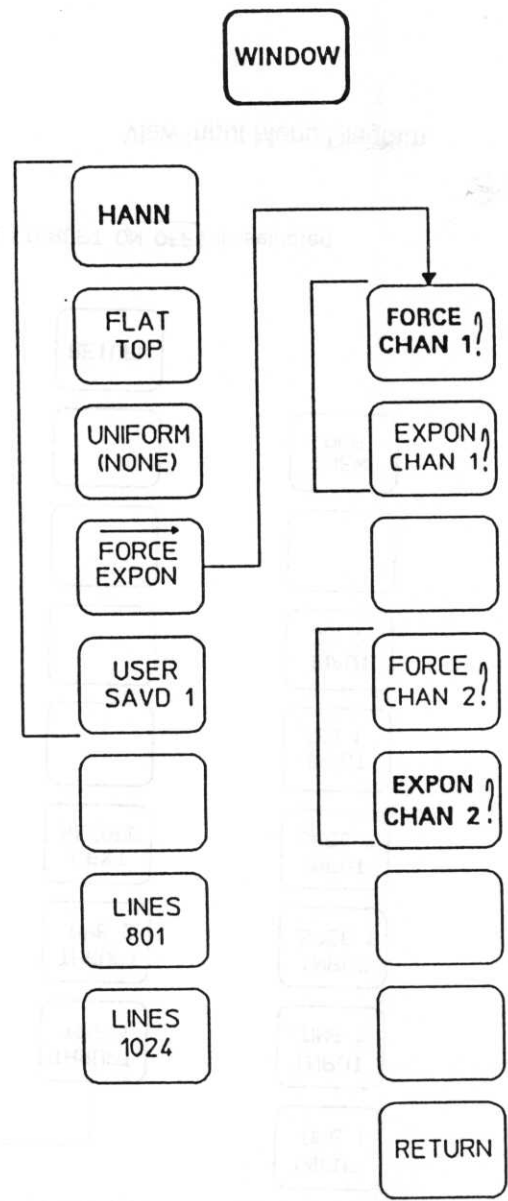 WINDOW
HANN
FLAT
TOP
UNIFORM
(NONE)
FORCE
EXPON
USER
SAVD 1
LINES
801
LINES
1024
FORCE
CHAN 1?
EXPON
CHAN 1?
FORCE
CHAN 2?
EXPON
CHAN 2?
RETURN